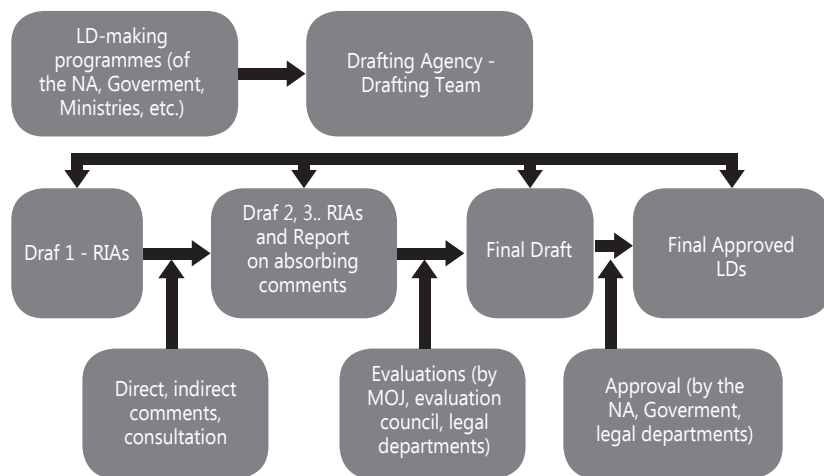 LD-making
programmes (of
the NA, Goverment,
Ministries, etc.)
Drafting Agency -
Drafting Team
Draf 1 - RIAs
Draf 2, 3.. RIAs
and Report
on absorbing
comments
Final Draft
Final Approved
LDs
Direct, indirect
comments,
consultation
Evaluations (by
MOJ, evaluation
council, legal
departments)
Approval (by the
NA, Goverment,
legal departments)